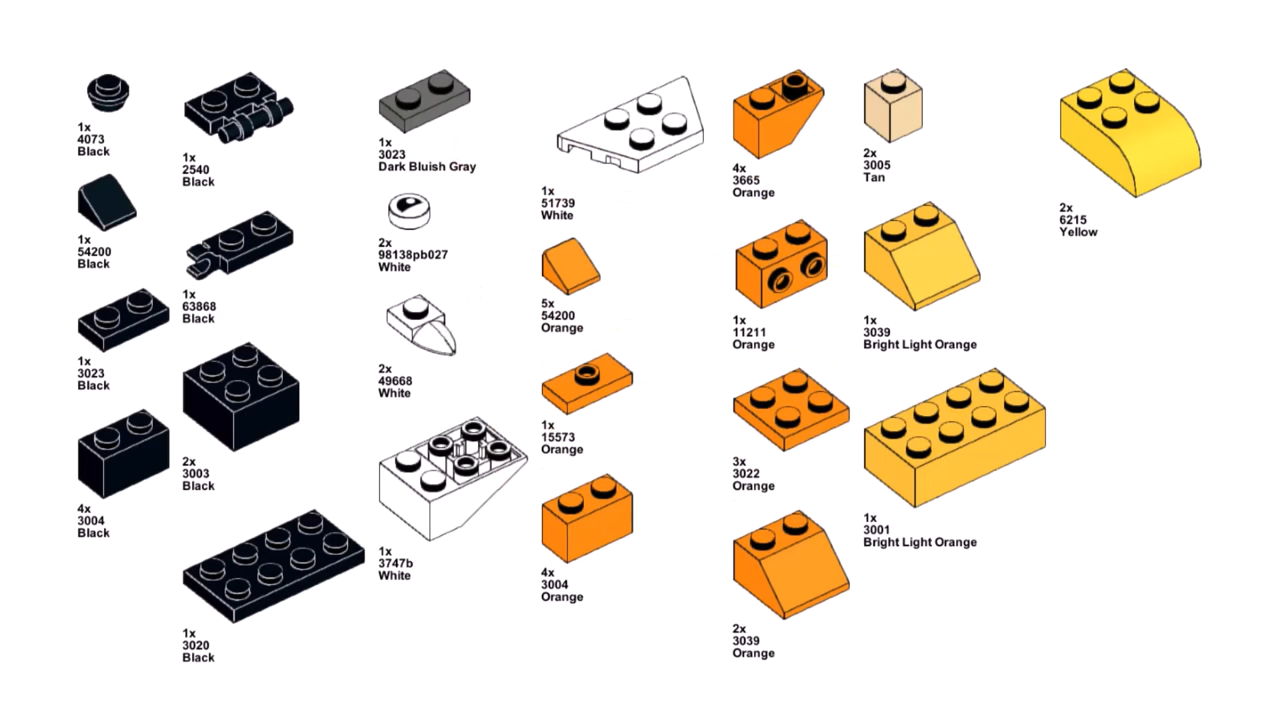 1x
4073
Black
1x
54200
Black
1x
3023
Black
4x
3004
Black
1x
2540
Black
1x
63868
Black
2x
3003
Black
1x
3020
Black
1x
3023
Dark Bluish Gray
2x
98138pb027
White
2x
49668
White
1x
3747b
White
1x
51739
White
5x
54200
Orange
1x
15573
Orange
4x
3004
Orange
4x
3665
Orange
1x
11211
Orange
3x
3022
Orange
2x
3039
Orange
2x
3005
Tan
1x
3039
Bright Light Orange
1x
3001
Bright Light Orange
2x
6215
Yellow